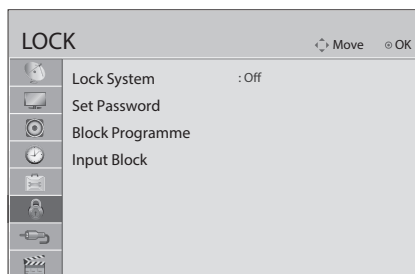 LOCK
Move OK
Lock System : Off
Set Password
Block Programme
Input Block